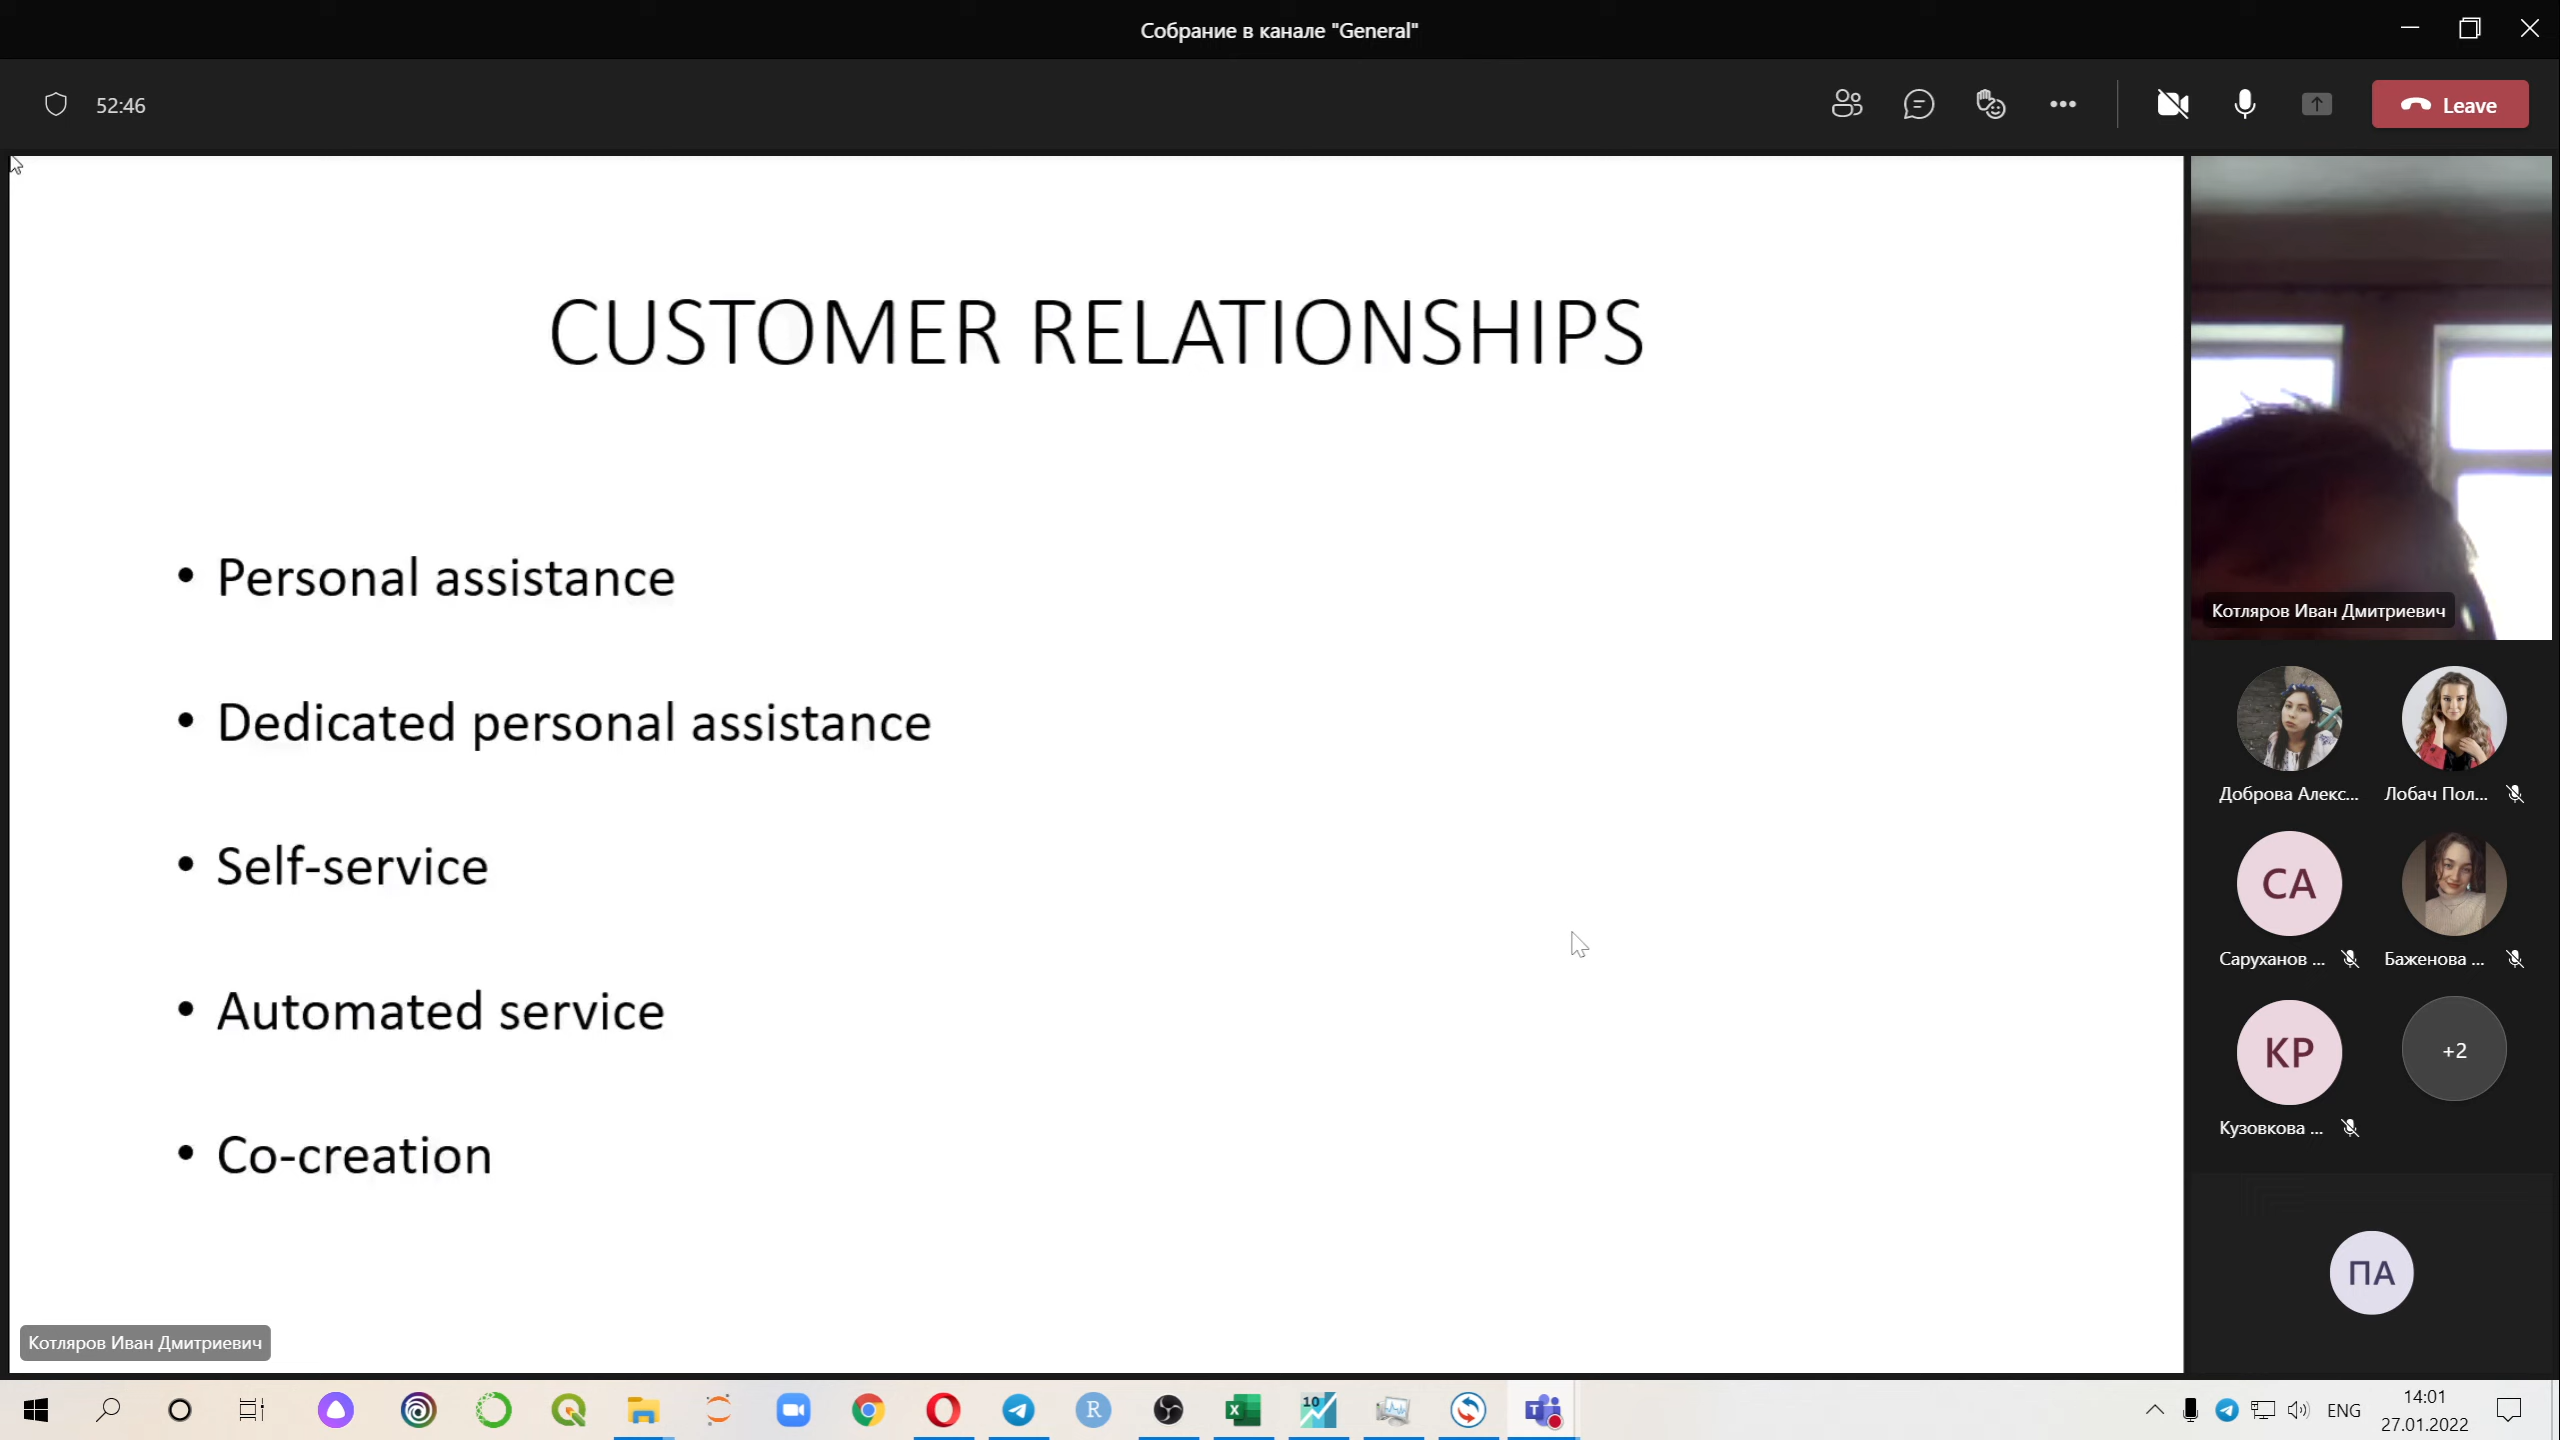 Собрание в канале "General"
52:46
Leave
CUSTOMER RELATIONSHIPS
• Personal assistance
• Dedicated personal assistance
• Self-service
• Automated service
• Co-creation
Котляров Иван Дмитриевич
Котляров Иван Дмитриевич
Доброва Алекс...
Лобач Пол...
СА
Саруханов ...
Баженова ...
КР
Кузовкова ...
+2
ПА
R
10
ENG
14:01
27.01.2022